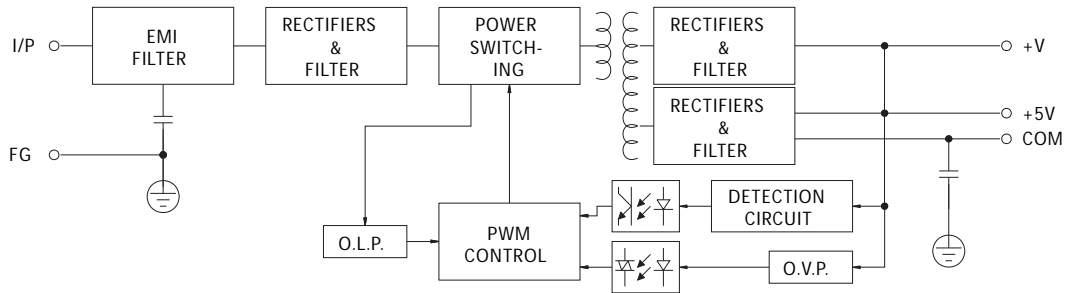 I/P
EMI
FILTER
RECTIFIERS
&
FILTER
POWER
SWITCH-
ING
RECTIFIERS
&
FILTER
+V
RECTIFIERS
&
FILTER
+5V
COM
FG
DETECTION
CIRCUIT
O.L.P.
PWM
CONTROL
O.V.P.